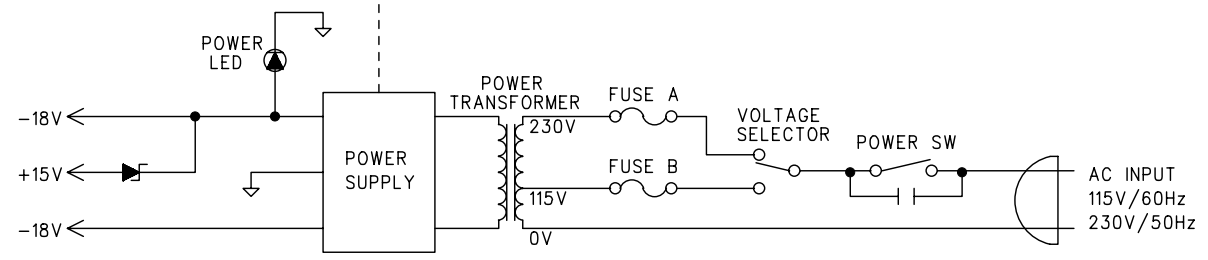 POWER
LED
-18V
+15V
-18V
POWER
SUPPLY
POWER
TRANSFORMER
230V
115V
0V
FUSE A
FUSE B
VOLTAGE
SELECTOR
POWER SW
AC INPUT
115V/60Hz
230V/50Hz